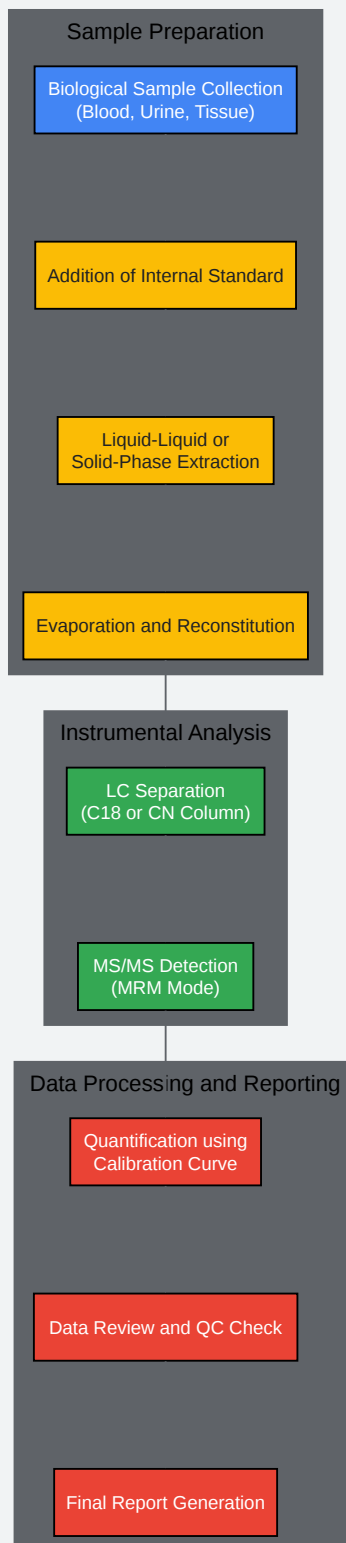 Sample Preparation
Biological Sample Collection
(Blood, Urine, Tissue)
Addition of Internal Standard
Liquid-Liquid or
Solid-Phase Extraction
Evaporation and Reconstitution
Instrumental Analysis
LC Separation
(C18 or CN Column)
MS/MS Detection
(MRM Mode)
Data Processing and Reporting
Quantification using
Calibration Curve
Data Review and QC Check
Final Report Generation